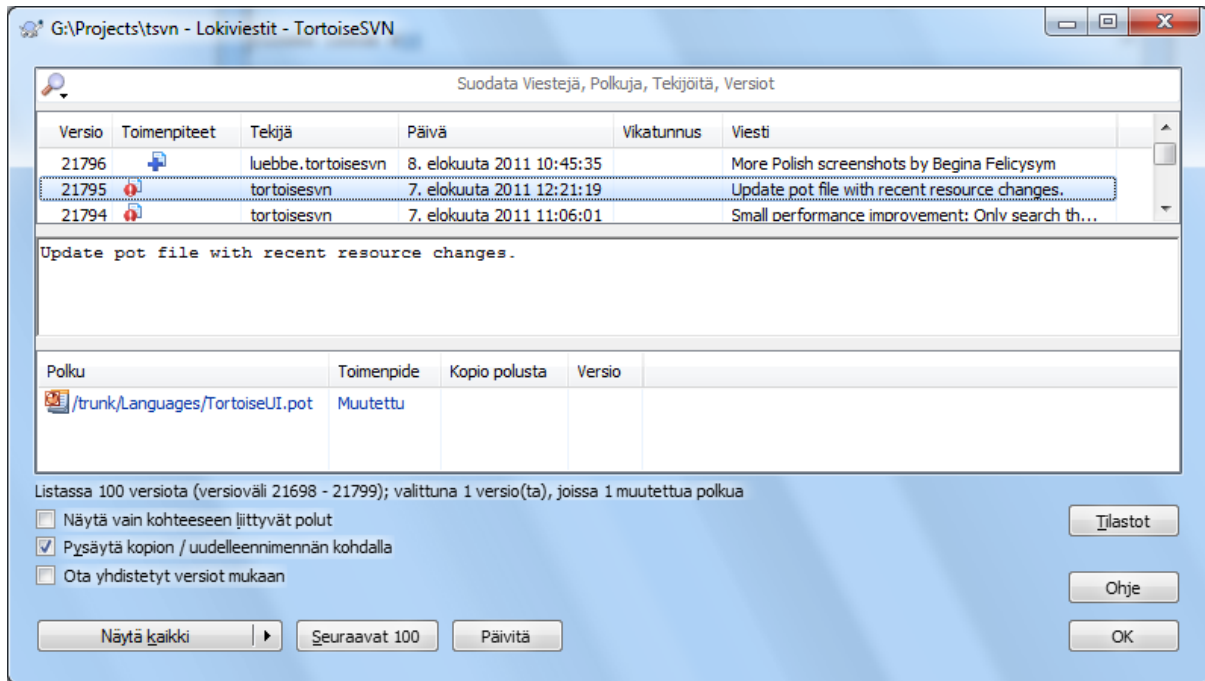 G:\Projects\tsvn - Lokiviestit - TortoiseSVN
Suodata Viestejä, Polkuja, Tekijöitä, Versiot
Versio Toimenpiteet Tekijä Päivä Vikatunnus Viesti
21796 luebbe.tortoisesvn 8. elokuuta 2011 10:45:35 More Polish screenshots by Begina Felicysym
21795 tortoisesvn 7. elokuuta 2011 12:21:19 Update pot file with recent resource changes.
21794 tortoisesvn 7. elokuuta 2011 11:06:01 Small performance improvement: Only search th...
Update pot file with recent resource changes.
Polku Toimenpide Kopio polusta Versio
/trunk/Languages/TortoiseUI.pot Muutettu
Listassa 100 versiota (versioväli 21698 - 21799); valittuna 1 versio(ta), joissa 1 muutettua polkua
Näytä vain kohteeseen liittyvät polut
Tilastot
Pysäytä kopion / uudelleennimennän kohdalla
Ota yhdistetyt versiot mukaan
Ohje
Näytä kaikki Seuraavat 100 Päivitä OK